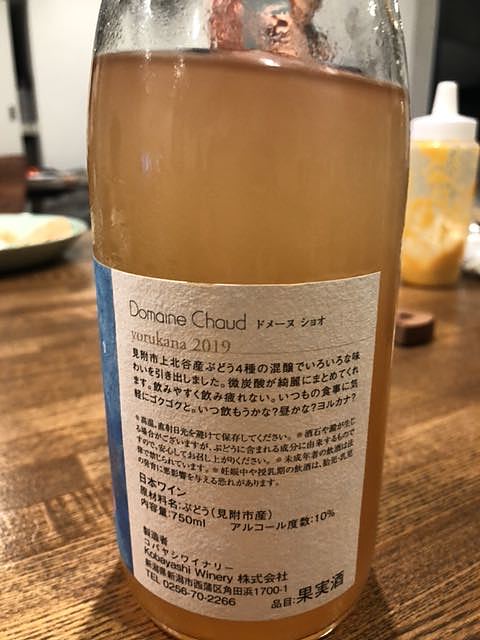 Domaine Chaud ドメーヌ ショオ
yorukana 2019
見附市上北谷産ぶどう4種の混醸でいろいろな味
わいを引き出しました。微炭酸が綺麗にまとめてくれ
ます。飲みやすく飲み疲れない。いつもの食事に気
軽にゴクゴクと。いつ飲もうかな?昼かな?ヨルカナ?
※高温、直射日光を避けて保存してください。※酒石や澱が生じ
る場合がございますが、ぶどうに含まれる成分に由来するもので
すので、安心してお召し上がりください。※未成年者の飲酒は法
律で禁じられています。※妊娠中や授乳期の飲酒は、胎児・乳児
の発育に悪影響を与える恐れがあります。
日本ワイン
原材料名:ぶどう(見附市産)
内容量:750ml アルコール度数:10%
製造者
コバヤシワイナリー
Kobayashi Winery 株式会社
新潟県新潟市西蒲区角田浜1700-1
TEL 0256-70-2266 品目:果実酒